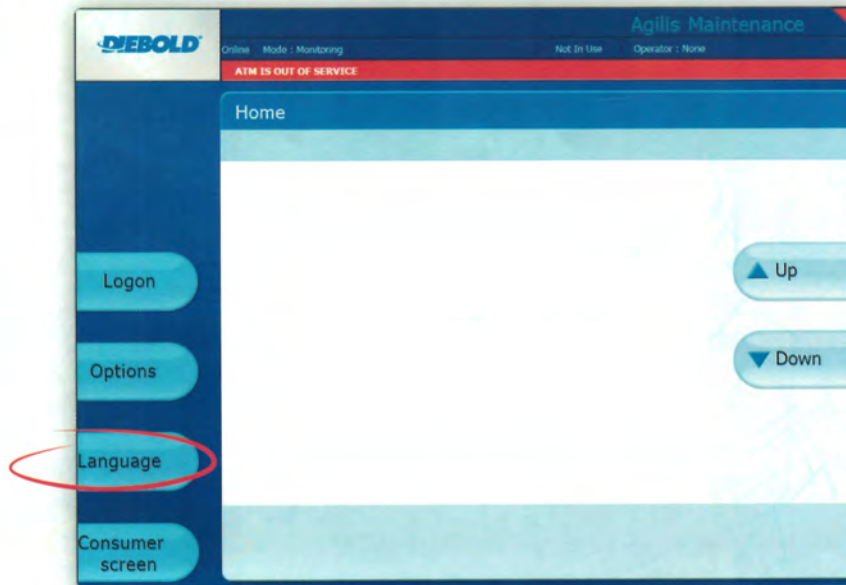 DIEBOLD
Agilis Maintenance
Online Mode : Monitoring Not In Use Operator : None
ATM IS OUT OF SERVICE
Home
Logon
Options
Language
Consumer
screen
▲ Up
▼ Down